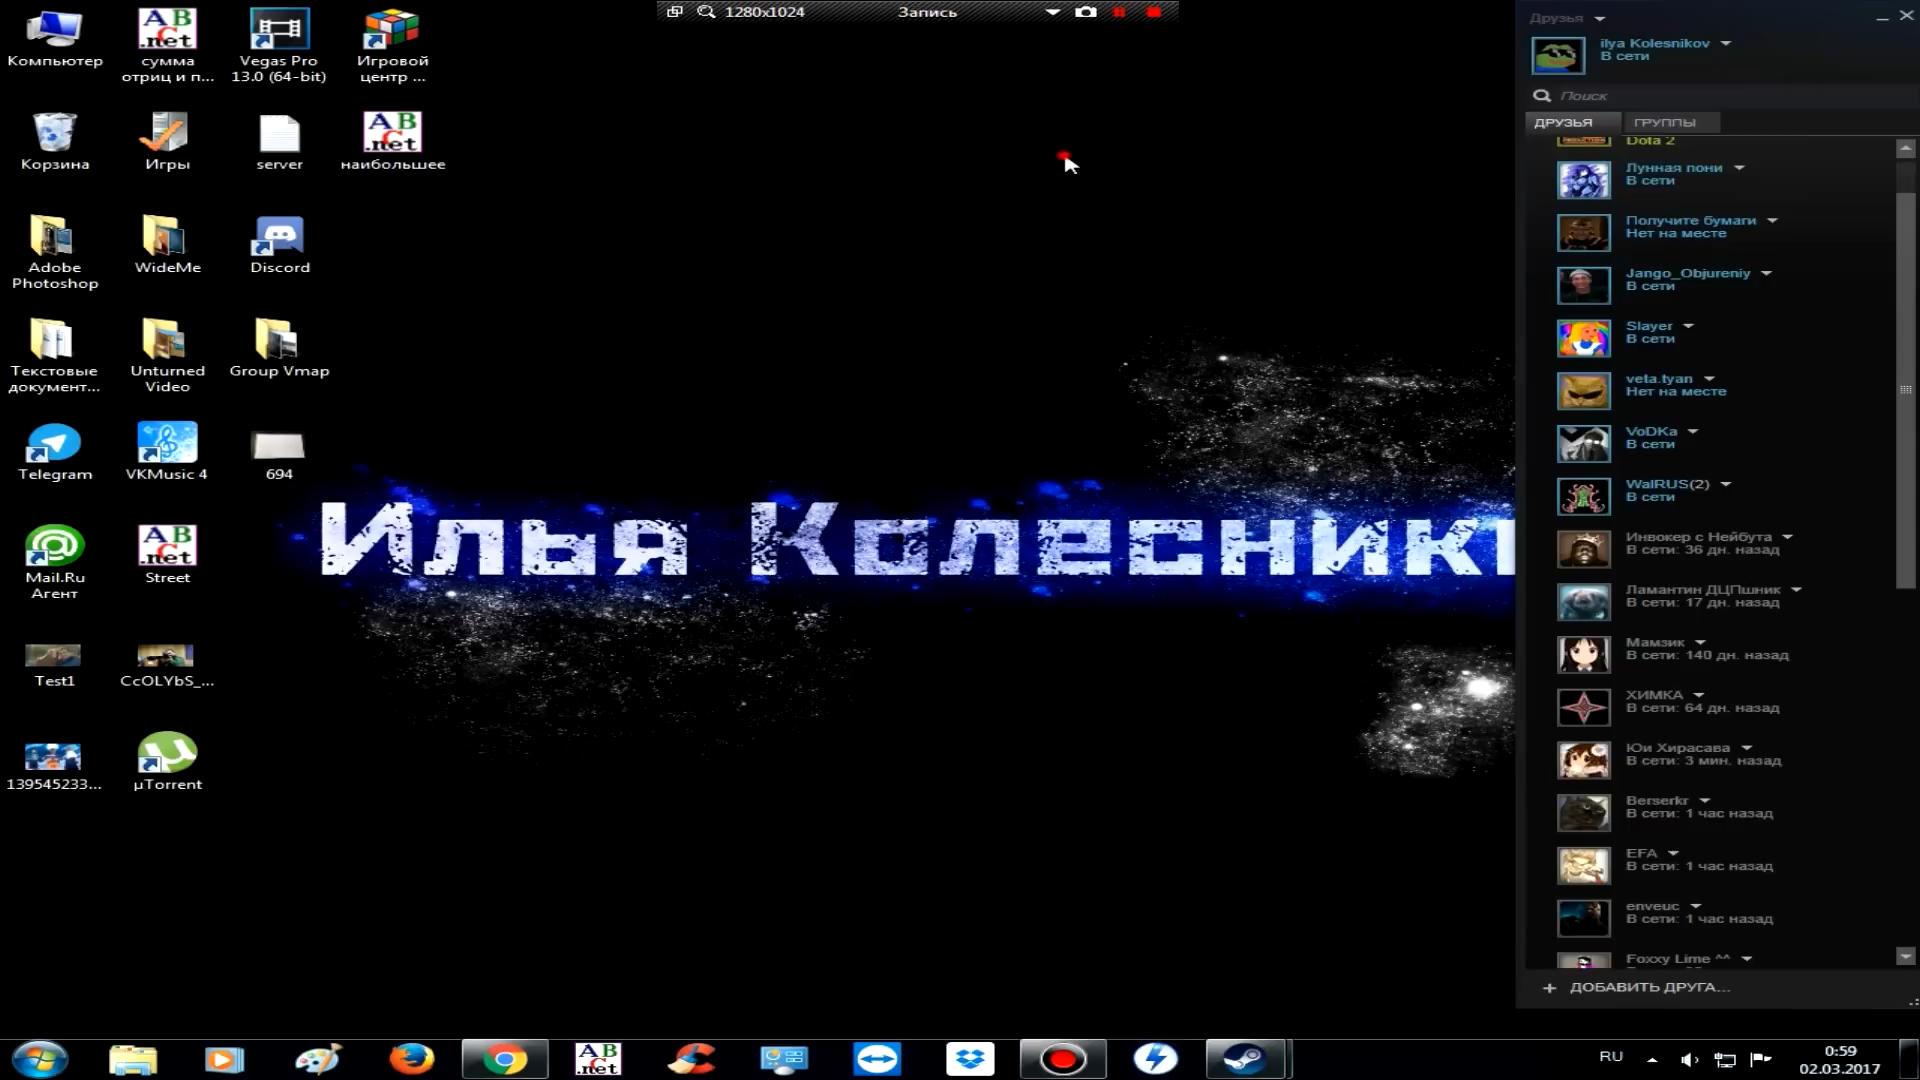 1280x1024
Запись
Компьютер
сумма
отриц и п...
Vegas Pro
13.0 (64-bit)
Игровой
центр ...
Корзина
Игры
server
наибольшее
Adobe
Photoshop
WideMe
Discord
Текстовые
документ...
Unturned
Video
Group Vmap
Telegram
VKMusic 4
694
Mail.Ru
Агент
Street
Test1
CcOLYbS_...
139545233...
µTorrent
Илья Колесник
Друзья
ilya Kolesnikov
В сети
Поиск
ДРУЗЬЯ
ГРУППЫ
Dota 2
Лунная пони
В сети
Получите бумаги
Нет на месте
Jango_Objureniy
В сети
Slayer
В сети
veta.tyan
Нет на месте
VoDKa
В сети
WalRUS(2)
В сети
Инвокер с Нейбута
В сети: 36 дн. назад
Ламантин ДЦПшник
В сети: 17 дн. назад
Мамзик
В сети: 140 дн. назад
ХИМКА
В сети: 64 дн. назад
Юи Хирасава
В сети: 3 мин. назад
Berserkr
В сети: 1 час назад
EFA
В сети: 1 час назад
enveuc
В сети: 1 час назад
Foxxy Lime ^^
+ ДОБАВИТЬ ДРУГА...
RU
0:59
02.03.2017